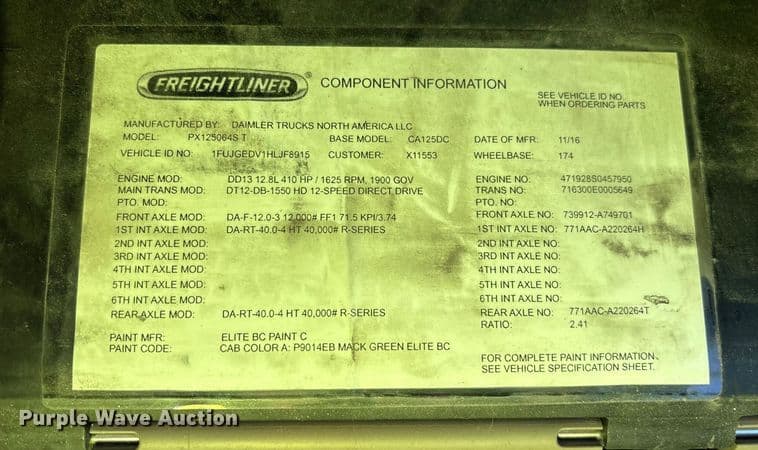 FREIGHTLINER® COMPONENT INFORMATION
SEE VEHICLE ID NO.
WHEN ORDERING PARTS
MANUFACTURED BY: DAIMLER TRUCKS NORTH AMERICA LLC
MODEL: PX125064S T BASE MODEL: CA125DC DATE OF MFR: 11/16
VEHICLE ID NO: 1FUJGEDV1HLJF8915 CUSTOMER: X11553 WHEELBASE: 174
ENGINE MOD: DD13 12.8L 410 HP / 1625 RPM, 1900 GOV ENGINE NO: 471928S0457950
MAIN TRANS MOD: DT12-DB-1550 HD 12-SPEED DIRECT DRIVE TRANS NO: 716300E0005649
PTO. MOD: PTO. NO:
FRONT AXLE MOD: DA-F-12.0-3 12,000# FF1 71.5 KPI/3.74 FRONT AXLE NO: 739912-A749701
1ST INT AXLE MOD: DA-RT-40.0-4 HT 40,000# R-SERIES 1ST INT AXLE NO: 771AAC-A220264H
2ND INT AXLE MOD: 2ND INT AXLE NO:
3RD INT AXLE MOD: 3RD INT AXLE NO:
4TH INT AXLE MOD: 4TH INT AXLE NO:
5TH INT AXLE MOD: 5TH INT AXLE NO:
6TH INT AXLE MOD: 6TH INT AXLE NO:
REAR AXLE MOD: DA-RT-40.0-4 HT 40,000# R-SERIES REAR AXLE NO: 771AAC-A220264T
RATIO: 2.41
PAINT MFR: ELITE BC PAINT C
PAINT CODE: CAB COLOR A: P9014EB MACK GREEN ELITE BC
FOR COMPLETE PAINT INFORMATION,
SEE VEHICLE SPECIFICATION SHEET.
Purple Wave Auction